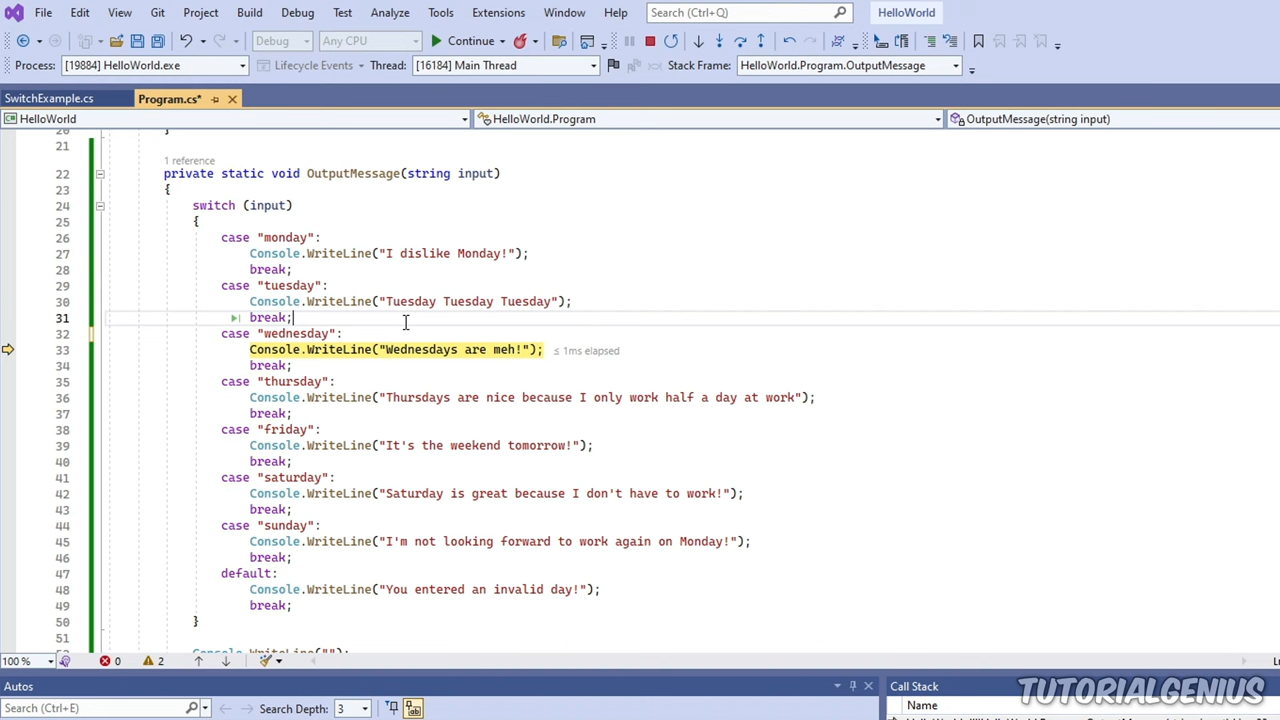 File Edit View Git Project Build Debug Test Analyze Tools Extensions Window Help Search (Ctrl+Q) HelloWorld
Debug Any CPU Continue
Process: [19884] HelloWorld.exe Lifecycle Events Thread: [16184] Main Thread Stack Frame: HelloWorld.Program.OutputMessage
SwitchExample.cs Program.cs*
HelloWorld HelloWorld.Program OutputMessage(string input)
20 }
21
1 reference
22 private static void OutputMessage(string input)
23 {
24 switch (input)
25 {
26 case "monday":
27 Console.WriteLine("I dislike Monday!");
28 break;
29 case "tuesday":
30 Console.WriteLine("Tuesday Tuesday Tuesday");
31 break;
32 case "wednesday":
33 Console.WriteLine("Wednesdays are meh!"); ≤ 1ms elapsed
34 break;
35 case "thursday":
36 Console.WriteLine("Thursdays are nice because I only work half a day at work");
37 break;
38 case "friday":
39 Console.WriteLine("It's the weekend tomorrow!");
40 break;
41 case "saturday":
42 Console.WriteLine("Saturday is great because I don't have to work!");
43 break;
44 case "sunday":
45 Console.WriteLine("I'm not looking forward to work again on Monday!");
46 break;
47 default:
48 Console.WriteLine("You entered an invalid day!");
49 break;
50 }
51
52 Console.WriteLine("");
100 % 0 2
Autos Call Stack
Search (Ctrl+E) Search Depth: 3 Name
TUTORIALGENIUS